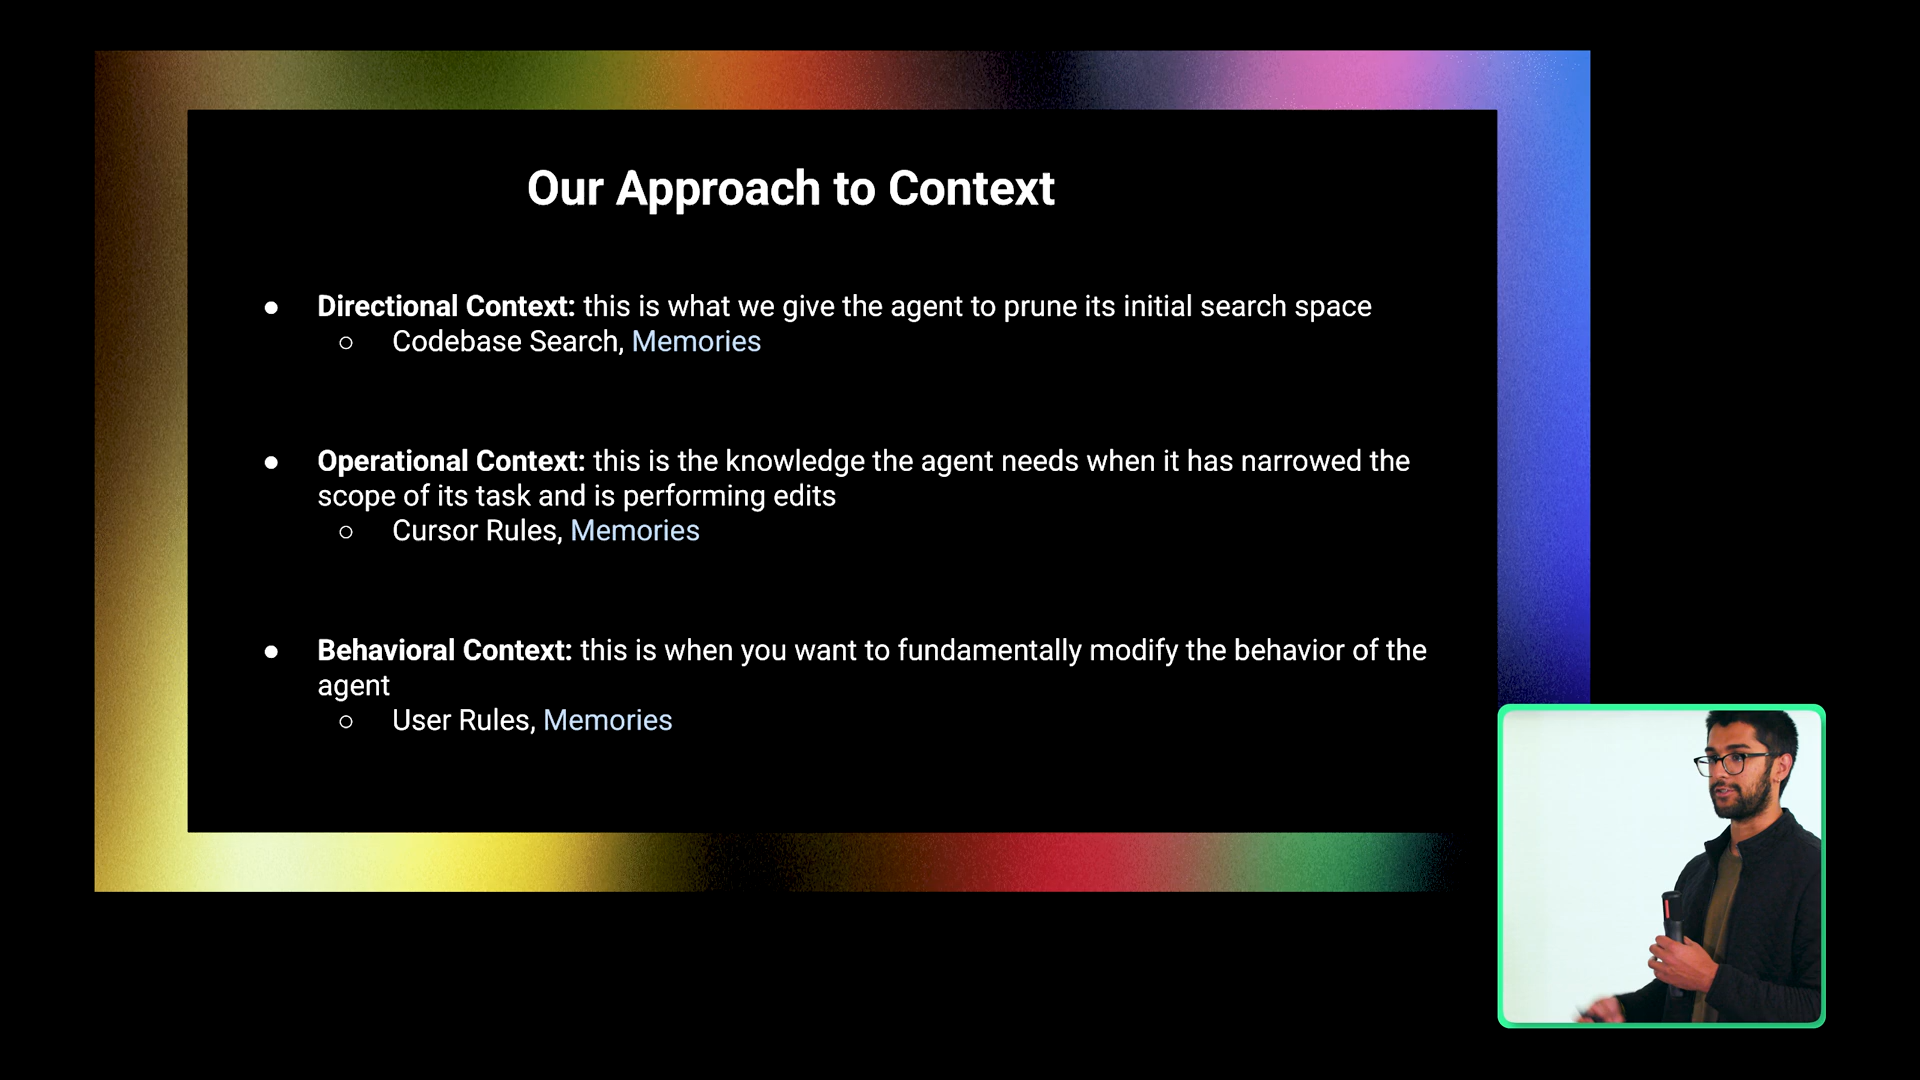 Our Approach to Context
● Directional Context: this is what we give the agent to prune its initial search space
○ Codebase Search, Memories
● Operational Context: this is the knowledge the agent needs when it has narrowed the
scope of its task and is performing edits
○ Cursor Rules, Memories
● Behavioral Context: this is when you want to fundamentally modify the behavior of the
agent
○ User Rules, Memories